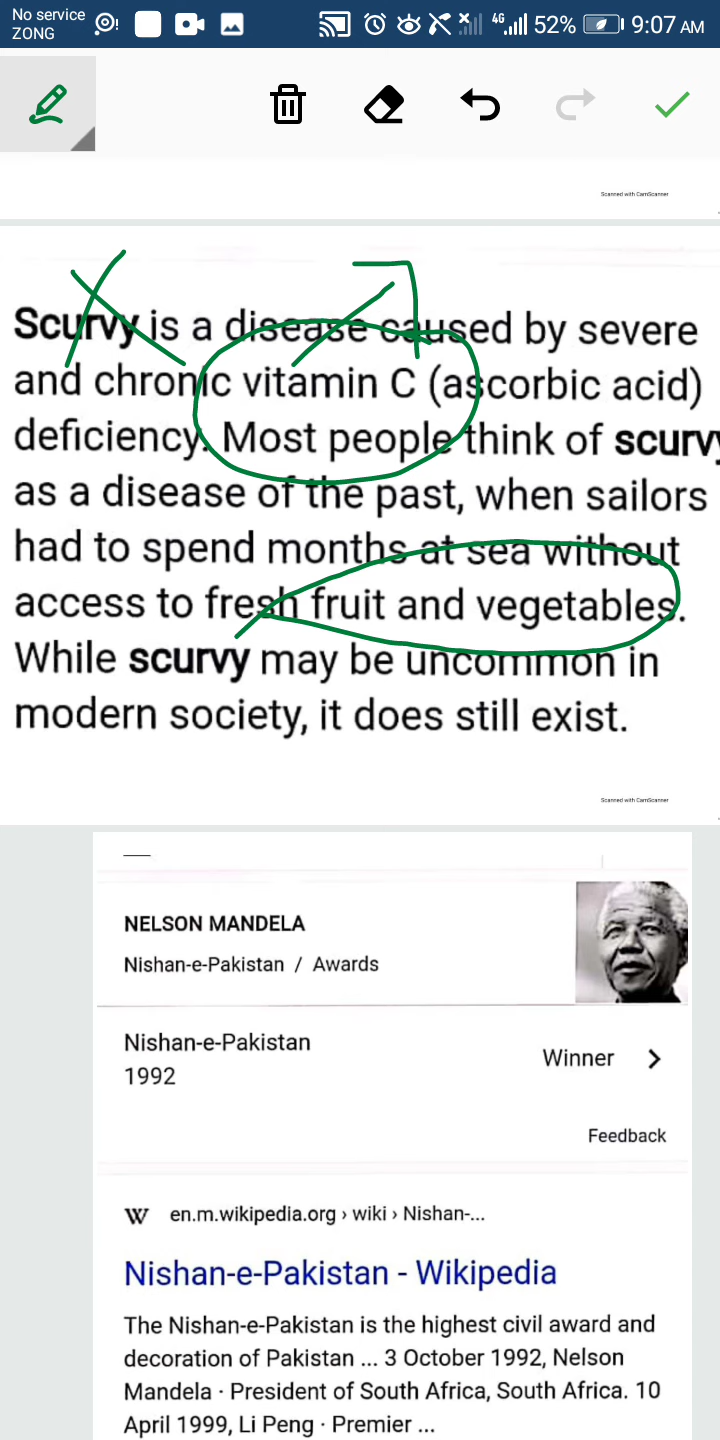 No service
ZONG
4G
52%
9:07 AM
Scanned with CamScanner
Scurvy is a disease caused by severe
and chronic vitamin C (ascorbic acid)
deficiency. Most people think of scurvy
as a disease of the past, when sailors
had to spend months at sea without
access to fresh fruit and vegetables.
While scurvy may be uncommon in
modern society, it does still exist.
Scanned with CamScanner
NELSON MANDELA
Nishan-e-Pakistan / Awards
Nishan-e-Pakistan
1992
Winner
Feedback
W en.m.wikipedia.org › wiki › Nishan-...
Nishan-e-Pakistan - Wikipedia
The Nishan-e-Pakistan is the highest civil award and
decoration of Pakistan ... 3 October 1992, Nelson
Mandela · President of South Africa, South Africa. 10
April 1999, Li Peng · Premier ...